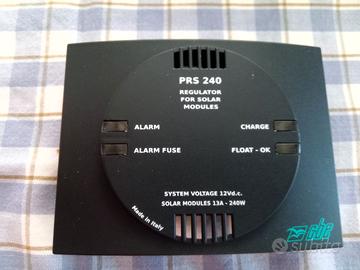 PRS 240
REGULATOR
FOR SOLAR
MODULES
ALARM
CHARGE
ALARM FUSE
FLOAT - OK
SYSTEM VOLTAGE 12Vd.c.
SOLAR MODULES 13A - 240W
Made in Italy
cbe
subito